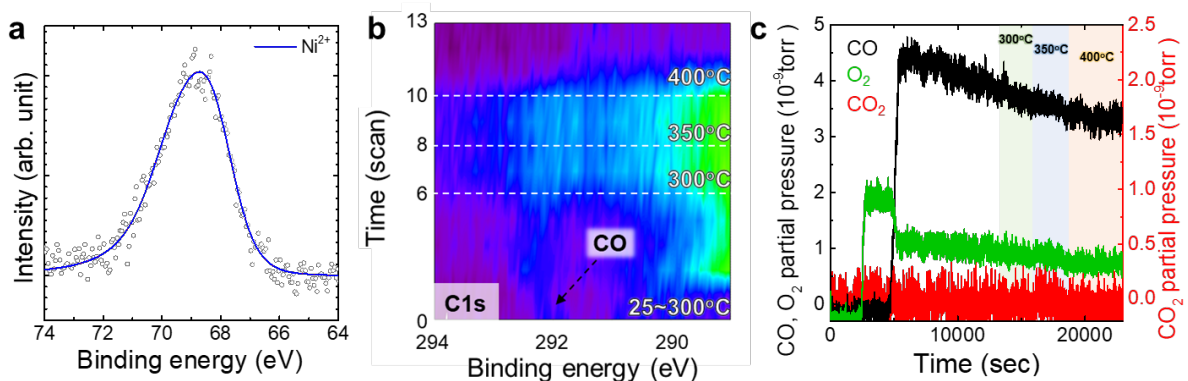 a
Intensity (arb. unit)
Ni²⁺
74 72 70 68 66 64
Binding energy (eV)
b
Time (scan)
13
10
8
6
0
400°C
350°C
300°C
CO
C1s
25~300°C
294 292 290
Binding energy (eV)
c
CO, O₂ partial pressure (10⁻⁹torr)
5
4
3
2
1
0
CO
O₂
CO₂
300°C
350°C
400°C
0 10000 20000
Time (sec)
2.5
2.0
1.5
1.0
0.5
0.0
CO₂ partial pressure (10⁻⁹torr)